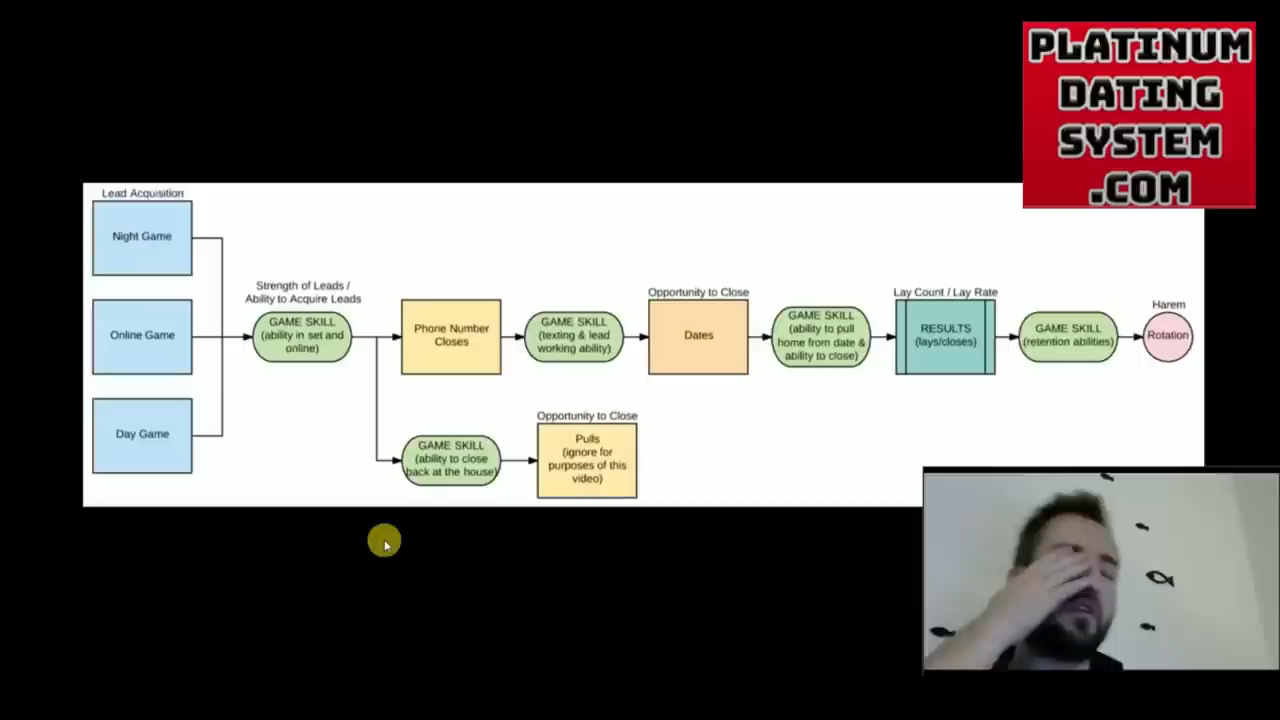 PLATINUM
DATING
SYSTEM
.COM
Lead Acquisition
Night Game
Online Game
Day Game
Strength of Leads /
Ability to Acquire Leads
GAME SKILL
(ability in set and
online)
Phone Number
Closes
GAME SKILL
(texting & lead
working ability)
Opportunity to Close
Dates
GAME SKILL
(ability to pull
home from date &
ability to close)
Lay Count / Lay Rate
RESULTS
(lays/closes)
GAME SKILL
(retention abilities)
Harem
Rotation
GAME SKILL
(ability to close
back at the house)
Opportunity to Close
Pulls
(ignore for
purposes of this
video)